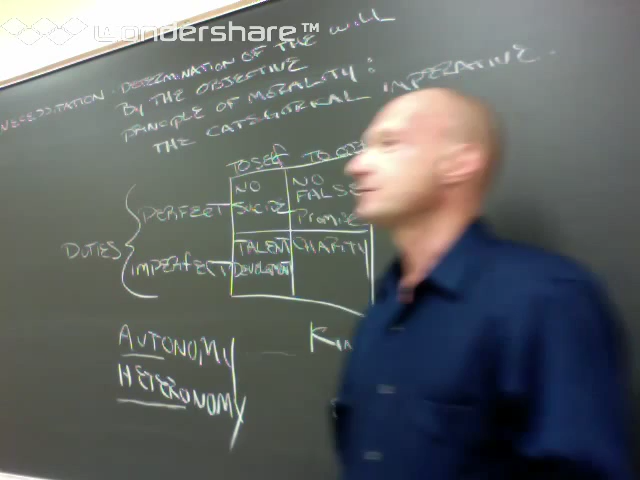 Wondershare™
NECESSITATION · DETERMINATION OF THE WILL
BY THE OBJECTIVE
PRINCIPLE OF MORALITY:
THE CATEGORICAL IMPERATIVE.
TO SELF TO
DUTIES
PERFECT
NO SUICIDE
NO FALSE PROMISE
IMPERFECT
TALENT DEVELOPMENT
CHARITY
AUTONOMY
HETERONOMY